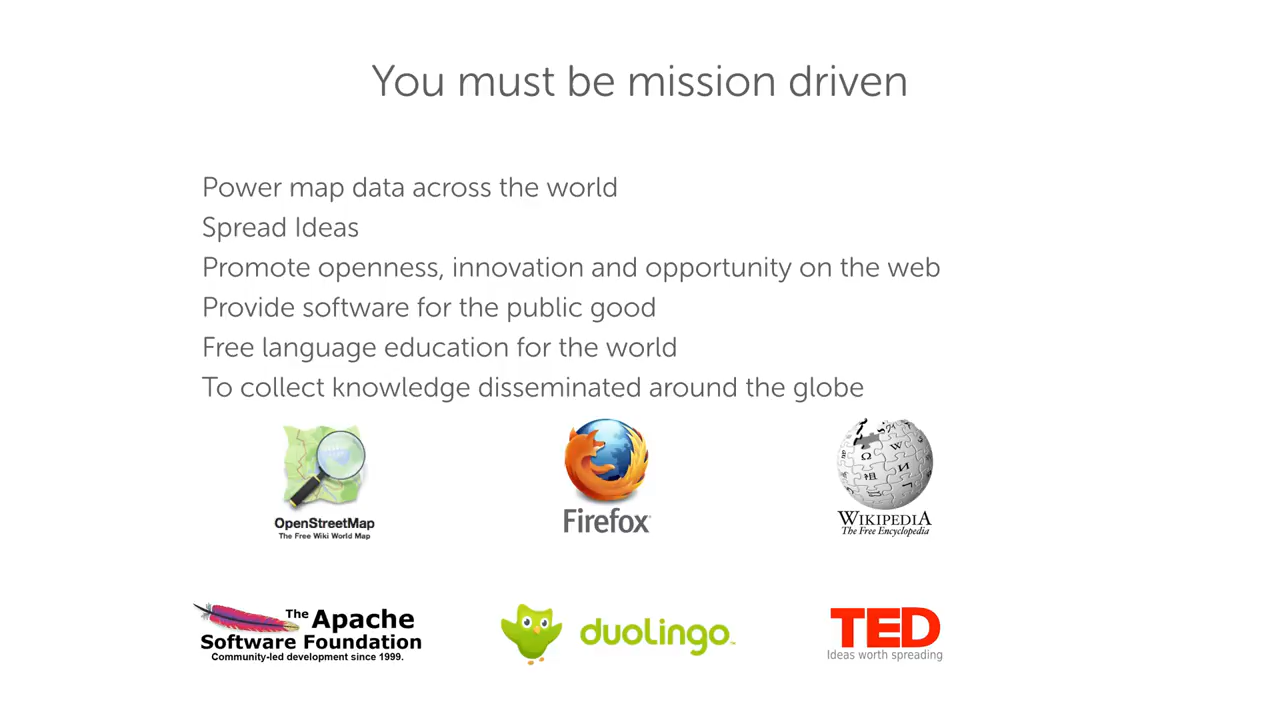 You must be mission driven
Power map data across the world
Spread Ideas
Promote openness, innovation and opportunity on the web
Provide software for the public good
Free language education for the world
To collect knowledge disseminated around the globe
OpenStreetMap
The Free Wiki World Map
Firefox
WIKIPEDIA
The Free Encyclopedia
The Apache
Software Foundation
Community-led development since 1999.
duolingo
TED
Ideas worth spreading